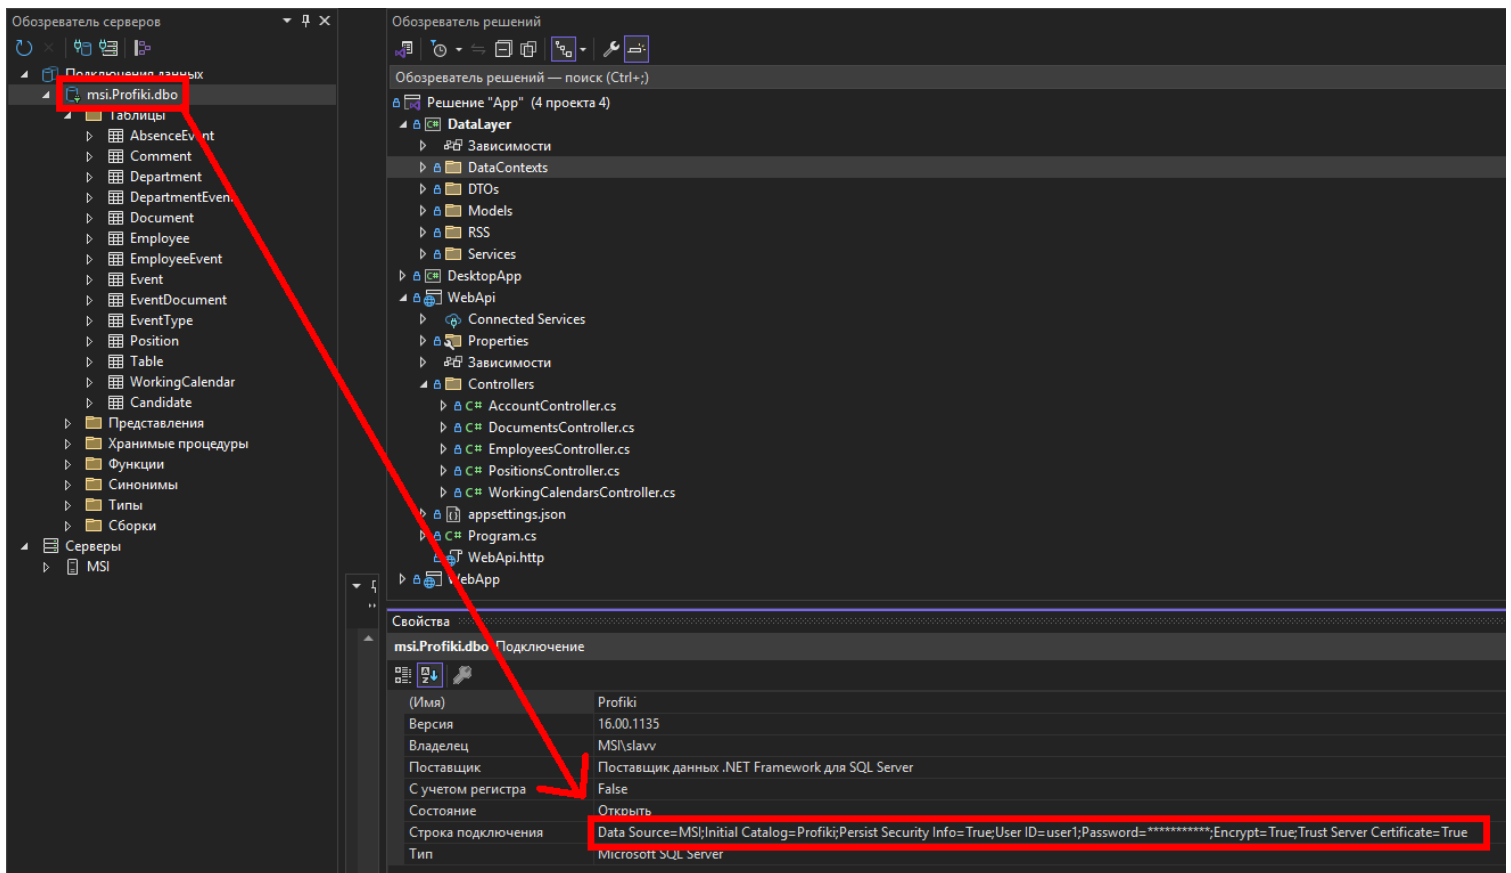 Обозреватель серверов
Подключения данных
msi.Profiki.dbo
Таблицы
AbsenceEvent
Comment
Department
DepartmentEvent
Document
Employee
EmployeeEvent
Event
EventDocument
EventType
Position
Table
WorkingCalendar
Candidate
Представления
Хранимые процедуры
Функции
Синонимы
Типы
Сборки
Серверы
MSI
Обозреватель решений
Обозреватель решений — поиск (Ctrl+;)
Решение "App" (4 проекта 4)
DataLayer
Зависимости
DataContexts
DTOs
Models
RSS
Services
DesktopApp
WebApi
Connected Services
Properties
Зависимости
Controllers
C# AccountController.cs
C# DocumentsController.cs
C# EmployeesController.cs
C# PositionsController.cs
C# WorkingCalendarsController.cs
appsettings.json
C# Program.cs
WebApi.http
WebApp
Свойства
msi.Profiki.dbo Подключение
(Имя) Profiki
Версия 16.00.1135
Владелец MSI\slavv
Поставщик Поставщик данных .NET Framework для SQL Server
С учетом регистра False
Состояние Открыть
Строка подключения Data Source=MSI;Initial Catalog=Profiki;Persist Security Info=True;User ID=user1;Password=***********;Encrypt=True;Trust Server Certificate=True
Тип Microsoft SQL Server